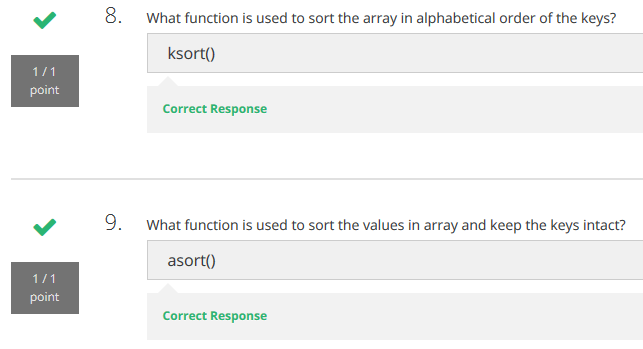 8.
What function is used to sort the array in alphabetical order of the keys?
ksort()
1 / 1
point
Correct Response
9.
What function is used to sort the values in array and keep the keys intact?
asort()
1 / 1
point
Correct Response